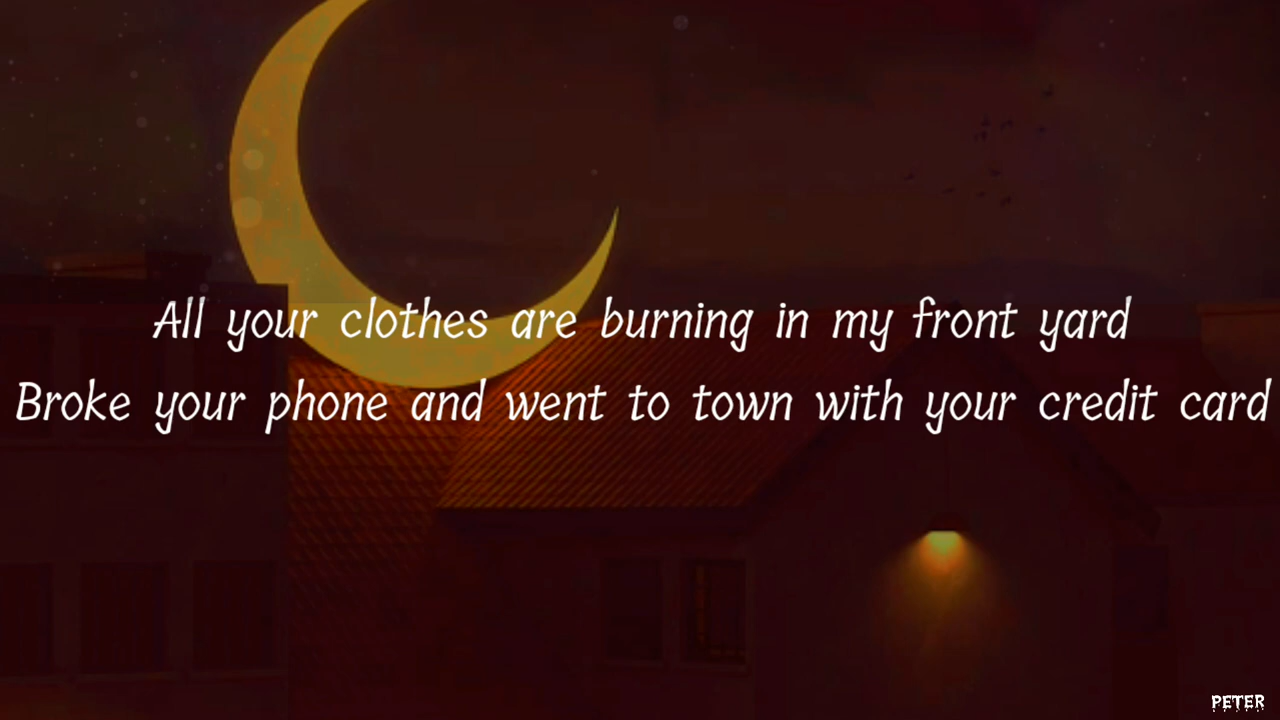 All your clothes are burning in my front yard
Broke your phone and went to town with your credit card
PETER